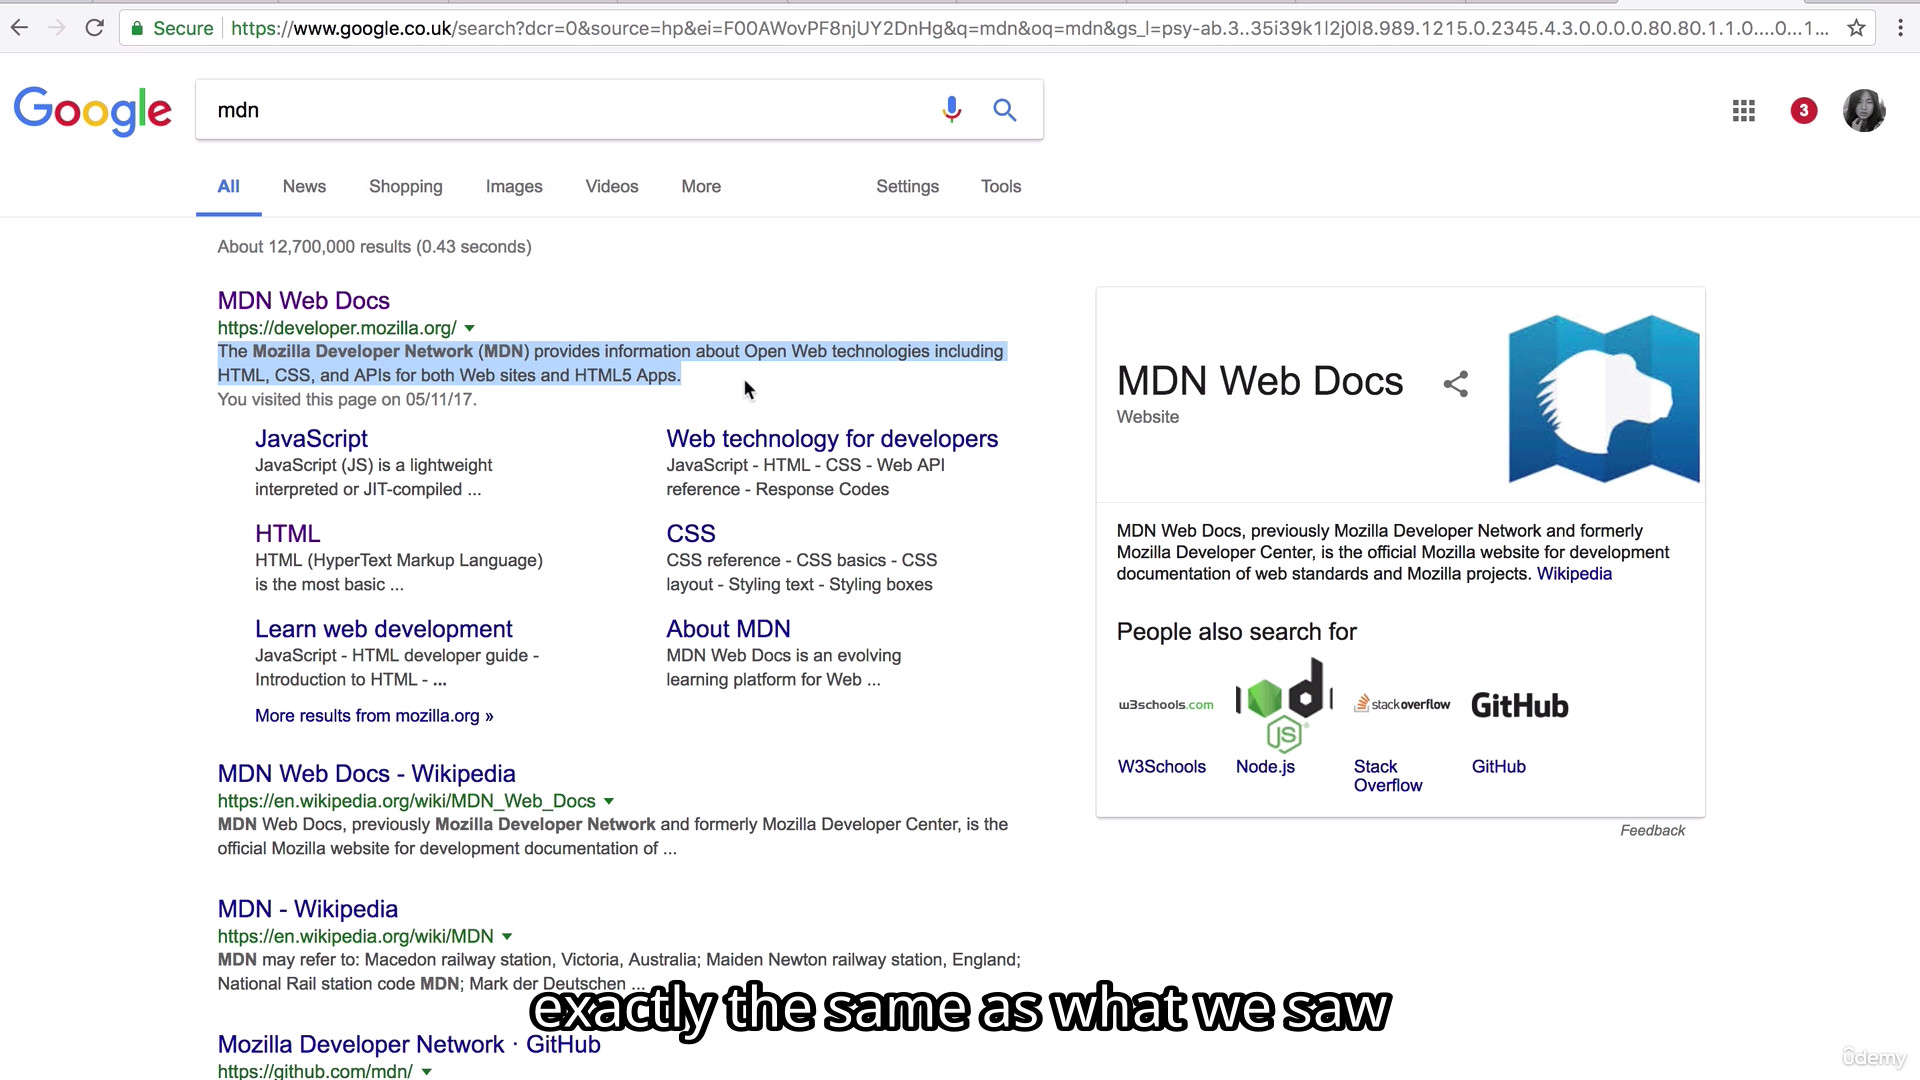 Secure https://www.google.co.uk/search?dcr=0&source=hp&ei=F00AWovPF8njUY2DnHg&q=mdn&oq=mdn&gs_l=psy-ab.3..35i39k1l2j0l8.989.1215.0.2345.4.3.0.0.0.0.80.80.1.1.0....0...1...
Google
mdn
3
All News Shopping Images Videos More Settings Tools
About 12,700,000 results (0.43 seconds)
MDN Web Docs
https://developer.mozilla.org/
The Mozilla Developer Network (MDN) provides information about Open Web technologies including
HTML, CSS, and APIs for both Web sites and HTML5 Apps.
You visited this page on 05/11/17.
JavaScript
JavaScript (JS) is a lightweight
interpreted or JIT-compiled ...
Web technology for developers
JavaScript - HTML - CSS - Web API
reference - Response Codes
HTML
HTML (HyperText Markup Language)
is the most basic ...
CSS
CSS reference - CSS basics - CSS
layout - Styling text - Styling boxes
Learn web development
JavaScript - HTML developer guide -
Introduction to HTML - ...
About MDN
MDN Web Docs is an evolving
learning platform for Web ...
More results from mozilla.org »
MDN Web Docs - Wikipedia
https://en.wikipedia.org/wiki/MDN_Web_Docs
MDN Web Docs, previously Mozilla Developer Network and formerly Mozilla Developer Center, is the
official Mozilla website for development documentation of ...
MDN - Wikipedia
https://en.wikipedia.org/wiki/MDN
MDN may refer to: Macedon railway station, Victoria, Australia; Maiden Newton railway station, England;
National Rail station code MDN; Mark der Deutschen ...
Mozilla Developer Network · GitHub
https://github.com/mdn/
MDN Web Docs
Website
MDN Web Docs, previously Mozilla Developer Network and formerly
Mozilla Developer Center, is the official Mozilla website for development
documentation of web standards and Mozilla projects. Wikipedia
People also search for
w3schools.com
JS
stackoverflow
GitHub
W3Schools
Node.js
Stack
Overflow
GitHub
Feedback
exactly the same as what we saw
ûdemy